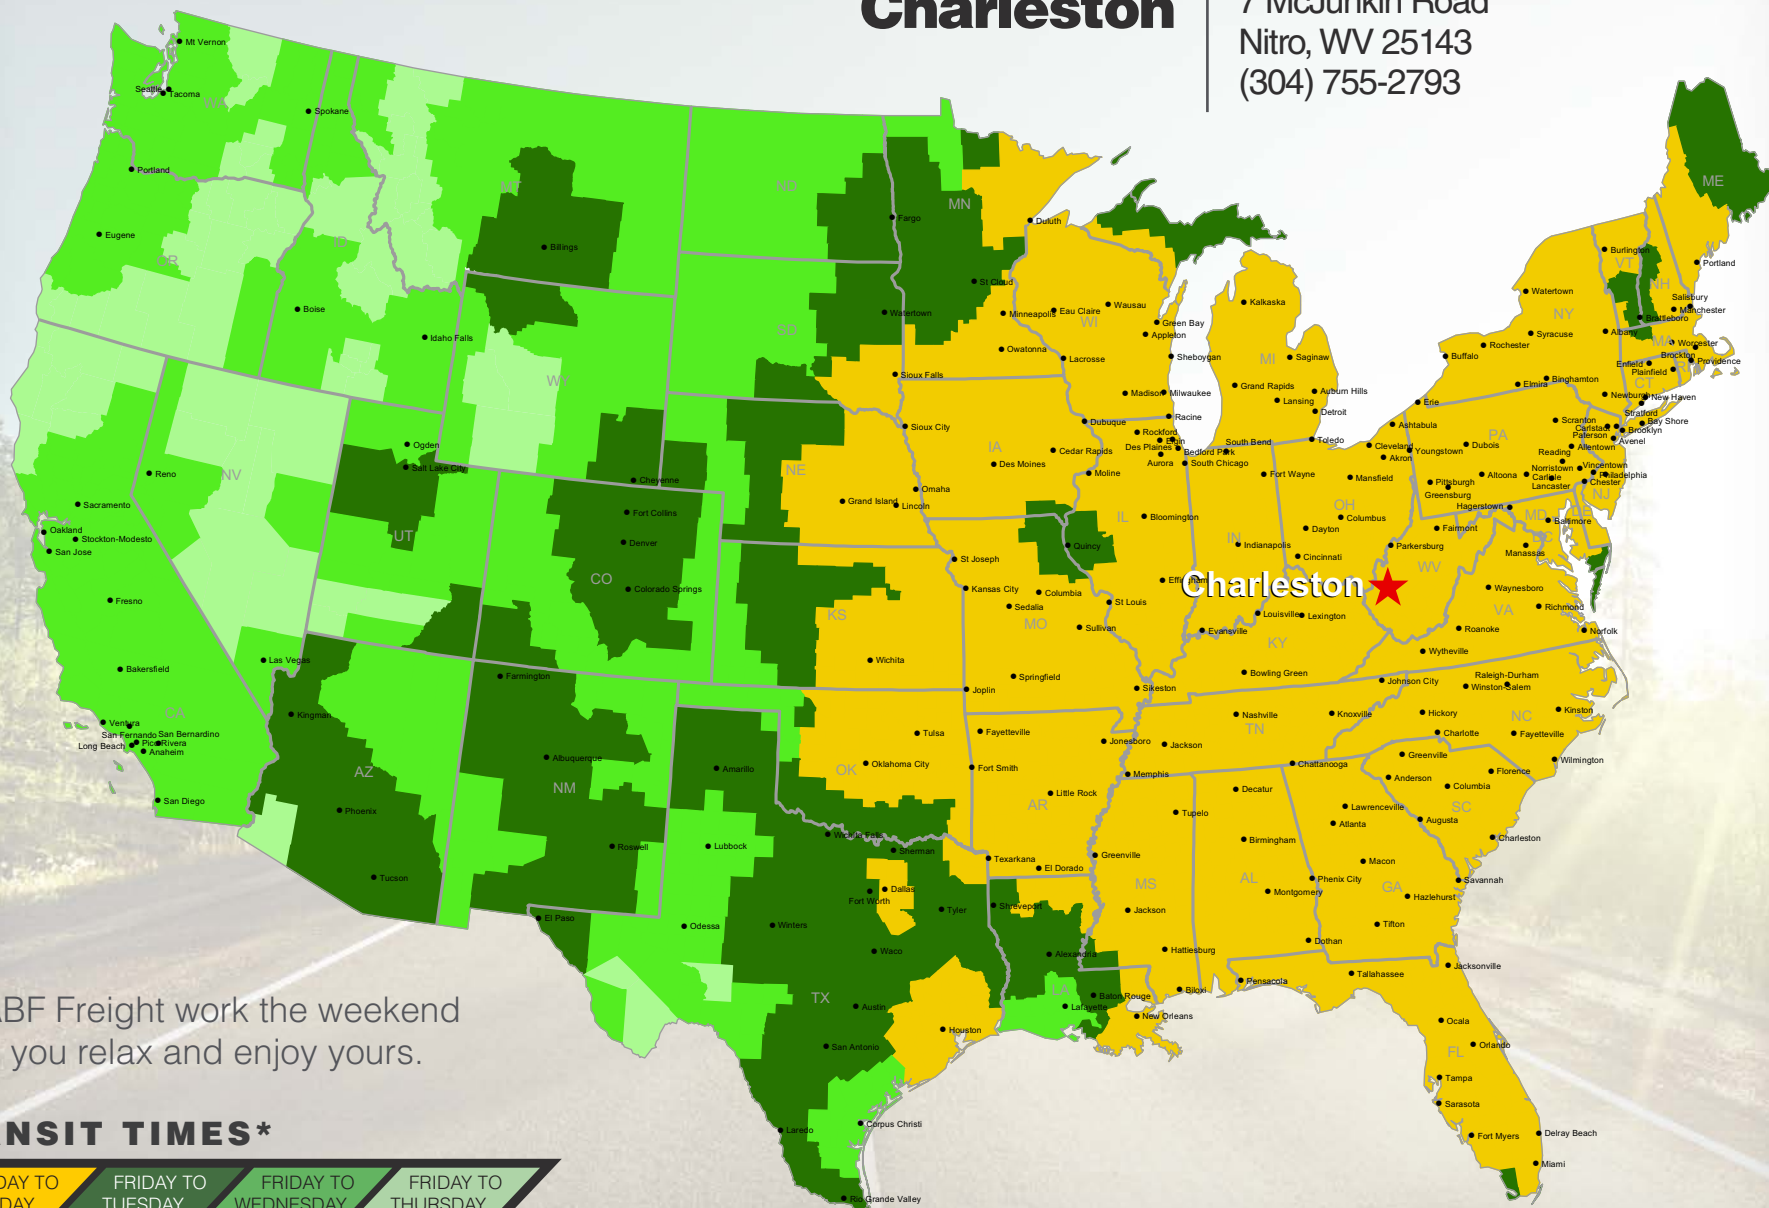 Charleston
7 McJunkin Road
Nitro, WV 25143
(304) 755-2793
Mt Vernon
Seattle
Tacoma
WA
Spokane
Portland
Eugene
OR
ID
Boise
Idaho Falls
MT
Billings
WY
Cheyenne
ND
Fargo
MN
Duluth
St Cloud
Minneapolis
Owatonna
SD
Watertown
Sioux Falls
Sioux City
WI
Eau Claire
Wausau
Green Bay
Appleton
Lacrosse
Sheboygan
Madison
Milwaukee
Racine
MI
Kalkaska
Saginaw
Grand Rapids
Lansing
Auburn Hills
Detroit
ME
Portland
VT
Burlington
NH
Salisbury
Manchester
Brattleboro
MA
Worcester
Brockton
Providence
RI
Enfield
Plainfield
CT
New Haven
Stratford
NY
Watertown
Syracuse
Rochester
Buffalo
Albany
Binghamton
Elmira
Newburgh
Bay Shore
Brooklyn
Carlstadt
Paterson
Avenel
PA
Erie
Scranton
Dubois
Allentown
Reading
Altoona
Norristown
Vincentown
Philadelphia
Carlisle
Lancaster
Chester
Pittsburgh
Greensburg
NJ
MD
DE
DC
Hagerstown
Baltimore
Manassas
OH
Ashtabula
Toledo
Cleveland
Youngstown
Akron
Mansfield
Columbus
Dayton
Cincinnati
IN
South Bend
Fort Wayne
Indianapolis
Evansville
IL
Rockford
Elgin
Des Plaines
Bedford Park
Aurora
South Chicago
Moline
Bloomington
Quincy
Effingham
IA
Dubuque
Cedar Rapids
Des Moines
NE
Omaha
Grand Island
Lincoln
NV
Reno
Las Vegas
UT
Ogden
Salt Lake City
CO
Fort Collins
Denver
Colorado Springs
CA
Sacramento
Oakland
Stockton-Modesto
San Jose
Fresno
Bakersfield
Ventura
San Fernando
San Bernardino
Pico Rivera
Long Beach
Anaheim
San Diego
AZ
Kingman
Phoenix
Tucson
NM
Farmington
Albuquerque
Roswell
KS
Wichita
MO
St Joseph
Kansas City
Columbia
Sedalia
St Louis
Sullivan
Springfield
Joplin
Sikeston
KY
Louisville
Lexington
Bowling Green
Charleston
WV
Fairmont
Parkersburg
VA
Waynesboro
Richmond
Roanoke
Norfolk
Wytheville
TN
Johnson City
Nashville
Knoxville
Jackson
Memphis
Chattanooga
NC
Raleigh-Durham
Winston-Salem
Hickory
Kinston
Charlotte
Fayetteville
Wilmington
SC
Greenville
Anderson
Florence
Columbia
Charleston
GA
Lawrenceville
Atlanta
Augusta
Macon
Savannah
Hazlehurst
Tifton
AL
Decatur
Birmingham
Phenix City
Montgomery
Dothan
MS
Tupelo
Greenville
Jackson
Hattiesburg
Biloxi
AR
Fayetteville
Jonesboro
Fort Smith
Little Rock
Texarkana
El Dorado
OK
Tulsa
Oklahoma City
TX
Amarillo
Wichita Falls
Sherman
Lubbock
Dallas
Fort Worth
Tyler
El Paso
Odessa
Winters
Waco
Austin
Houston
San Antonio
Corpus Christi
Laredo
Rio Grande Valley
LA
Shreveport
Alexandria
Baton Rouge
Lafayette
New Orleans
FL
Pensacola
Tallahassee
Jacksonville
Ocala
Orlando
Tampa
Sarasota
Fort Myers
Delray Beach
Miami
ABF Freight work the weekend
you relax and enjoy yours.
NSIT TIMES*
DAY TO
DAY
FRIDAY TO
TUESDAY
FRIDAY TO
WEDNESDAY
FRIDAY TO
THURSDAY